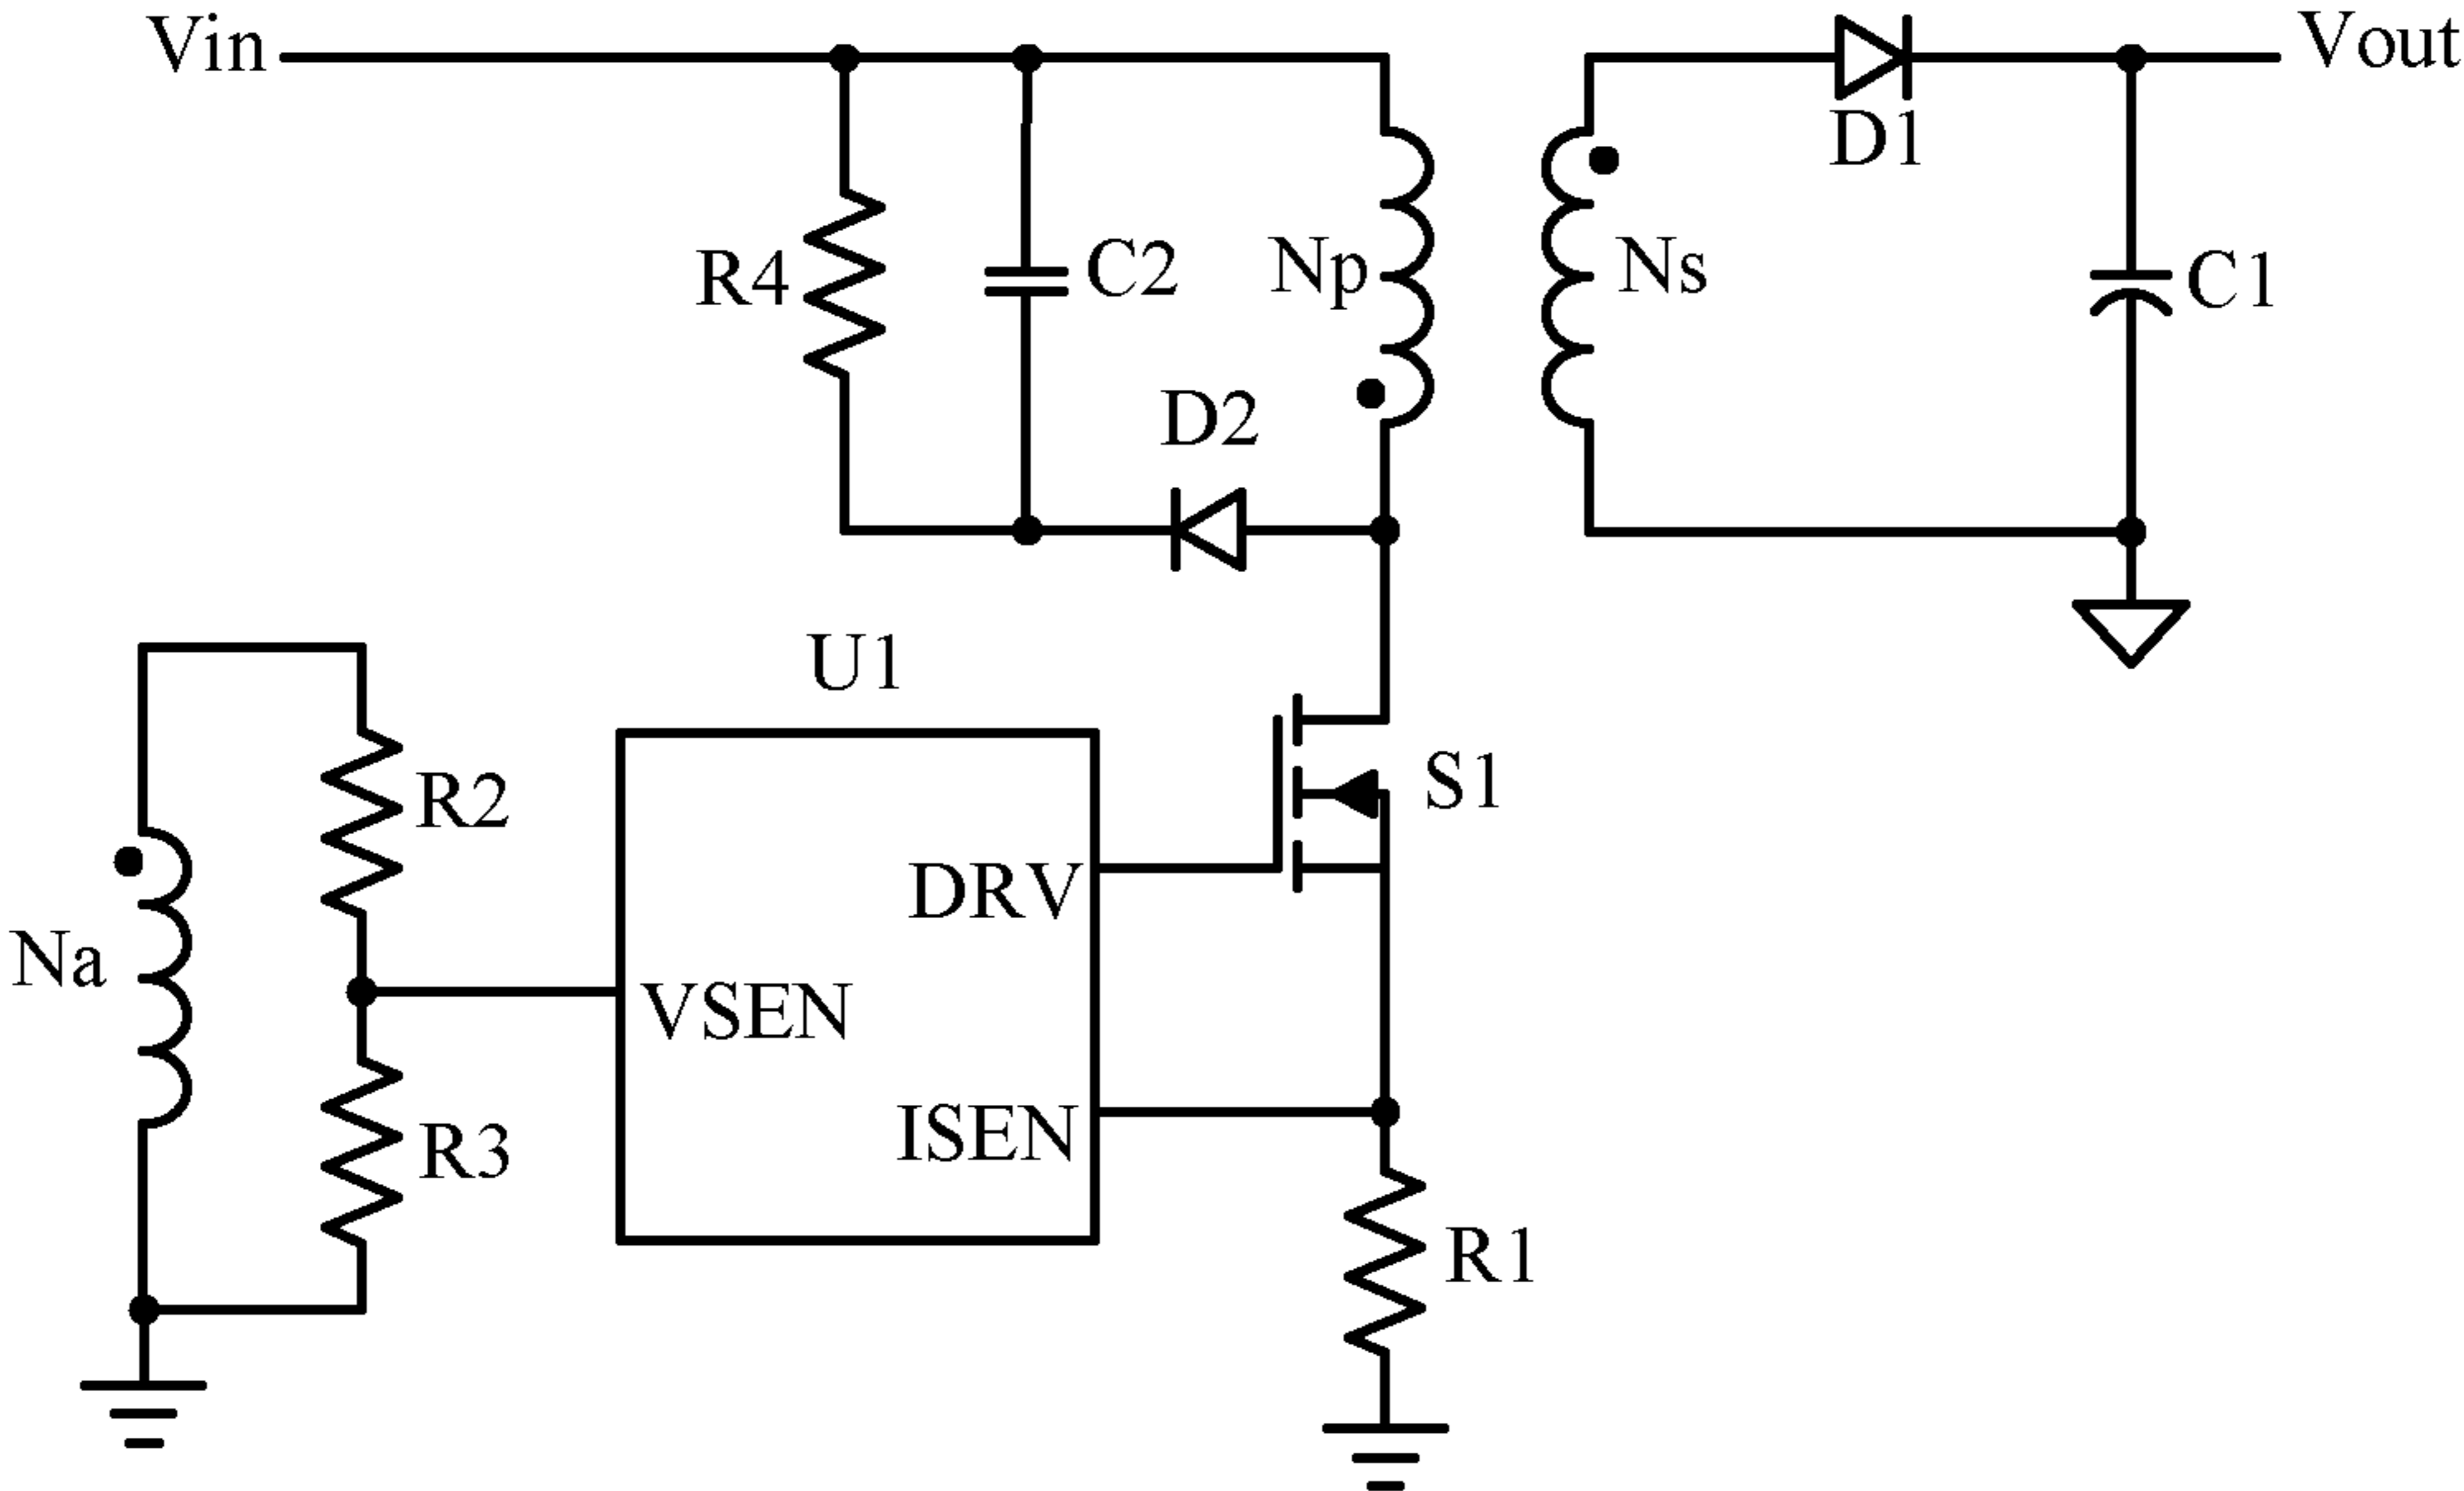 Vin
Vout
D1
R4
C2
Np
Ns
C1
D2
U1
R2
S1
DRV
Na
VSEN
ISEN
R3
R1